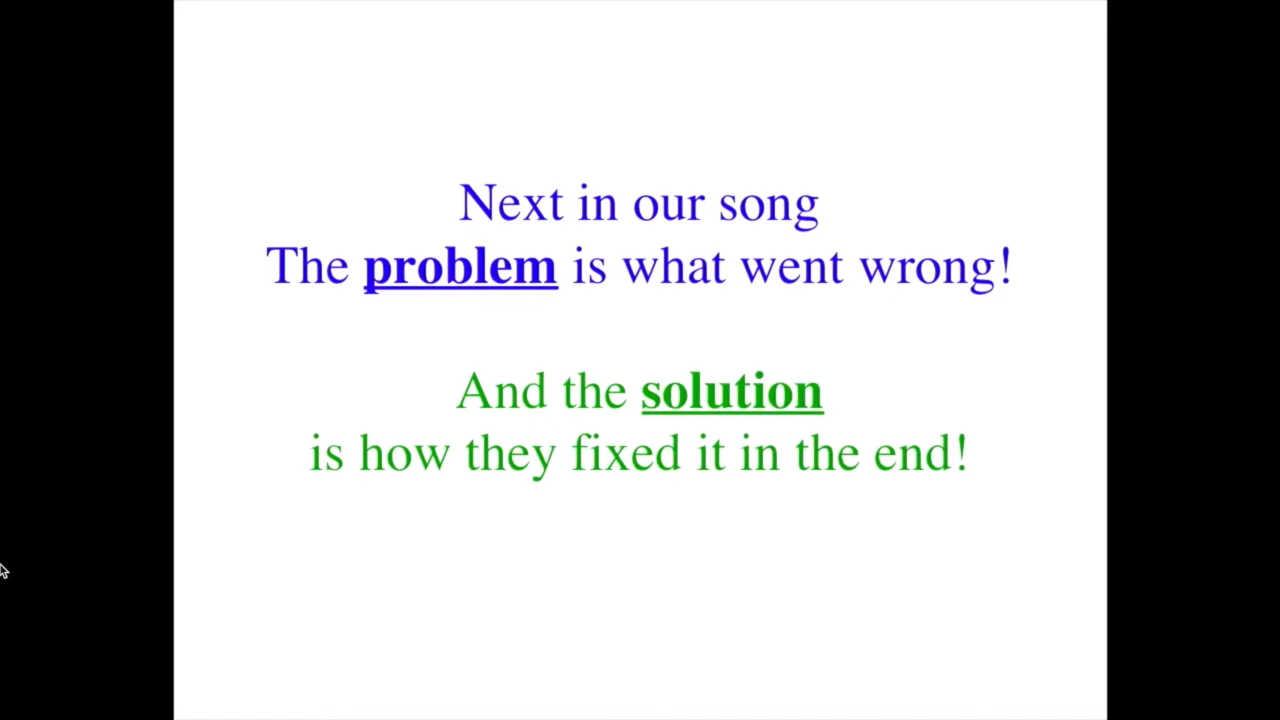 Next in our song
The problem is what went wrong!
And the solution
is how they fixed it in the end!